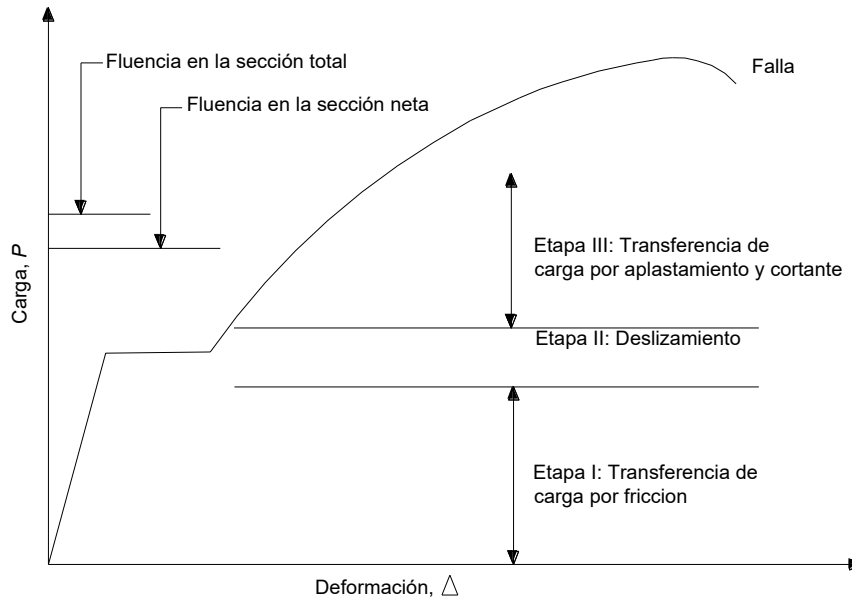 Fluencia en la sección total
Falla
Fluencia en la sección neta
Carga, P
Etapa III: Transferencia de
carga por aplastamiento y cortante
Etapa II: Deslizamiento
Etapa I: Transferencia de
carga por friccion
Deformación, △